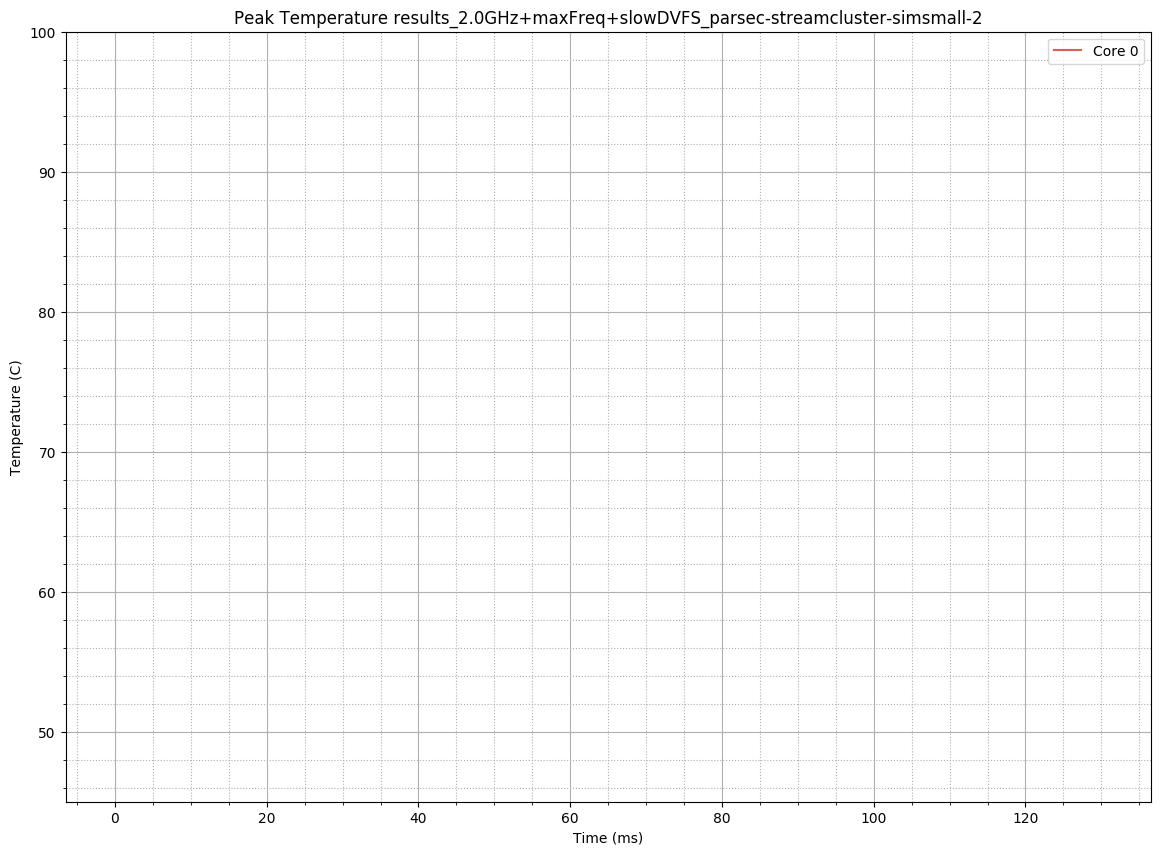 Peak Temperature results_2.0GHz+maxFreq+slowDVFS_parsec-streamcluster-simsmall-2
Core 0
Temperature (C)
100
90
80
70
60
50
0 20 40 60 80 100 120
Time (ms)